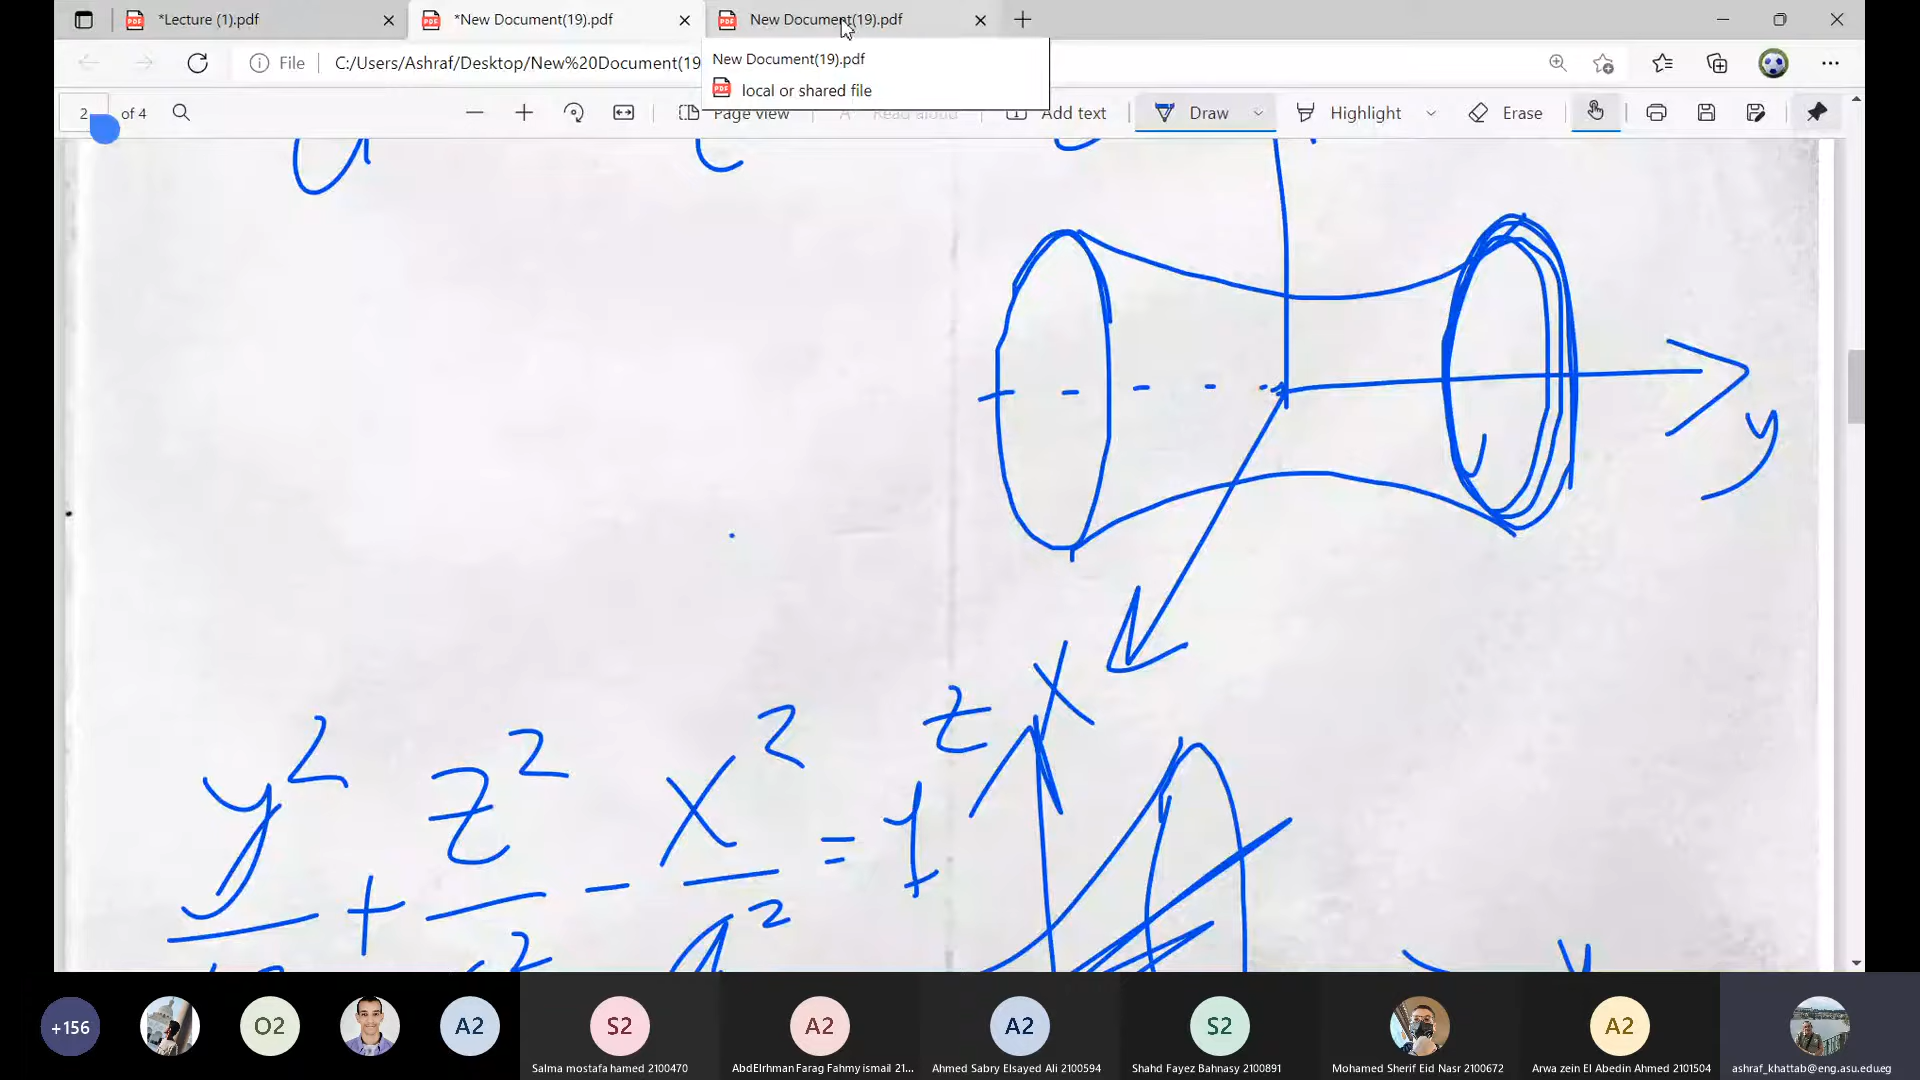 *Lecture (1).pdf
*New Document(19).pdf
New Document(19).pdf
File
C:/Users/Ashraf/Desktop/New%20Document(19
New Document(19).pdf
local or shared file
2 of 4
Page view
Read aloud
Add text
Draw
Highlight
Erase
y
x
z
y² + z² - x² = 1
a²
y
+156
O2
A2
S2
A2
A2
S2
A2
Salma mostafa hamed 2100470
AbdElrhman Farag Fahmy ismail 21...
Ahmed Sabry Elsayed Ali 2100594
Shahd Fayez Bahnasy 2100891
Mohamed Sherif Eid Nasr 2100672
Arwa zein El Abedin Ahmed 2101504
ashraf_khattab@eng.asu.edueg